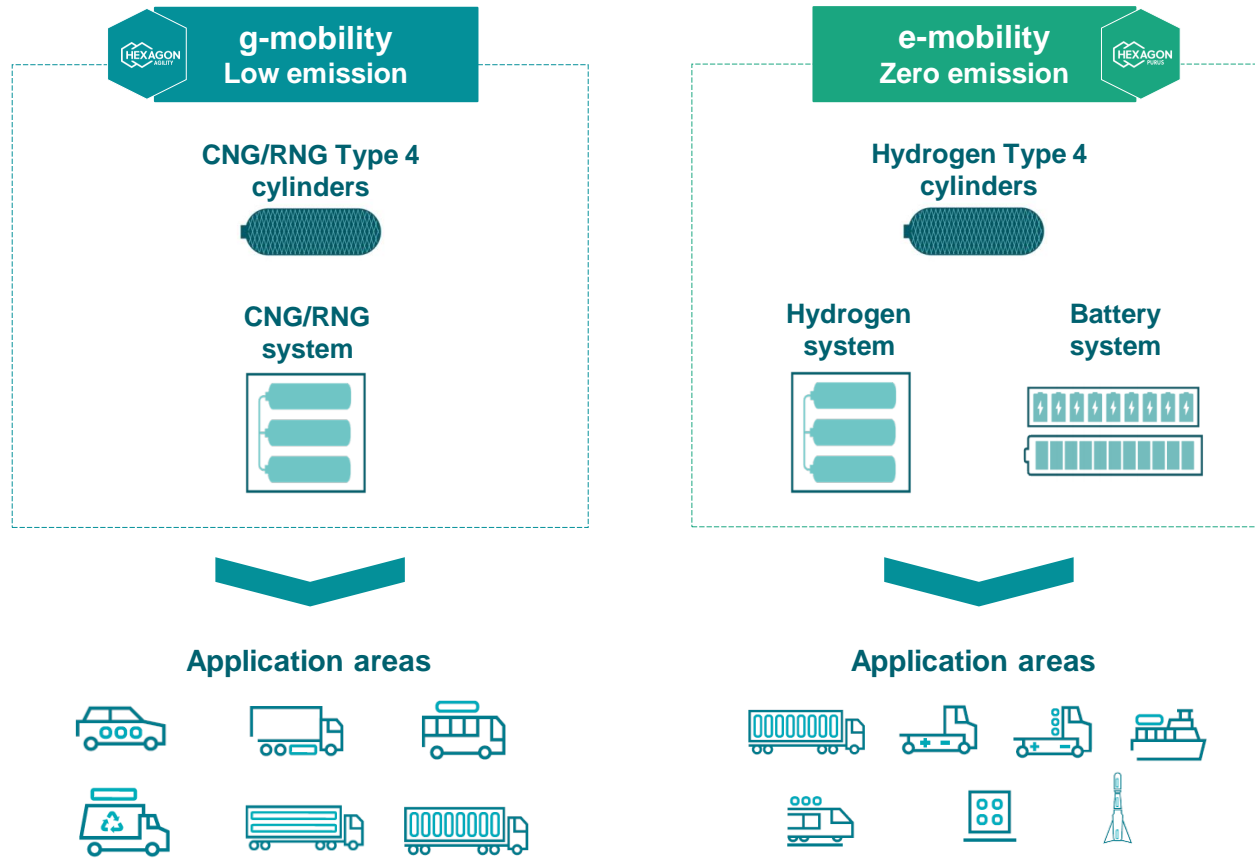 HEXAGON
AGILITY
g-mobility
Low emission
CNG/RNG Type 4
cylinders
CNG/RNG
system
Application areas
e-mobility
Zero emission
HEXAGON
PURUS
Hydrogen Type 4
cylinders
Hydrogen
system
Battery
system
Application areas